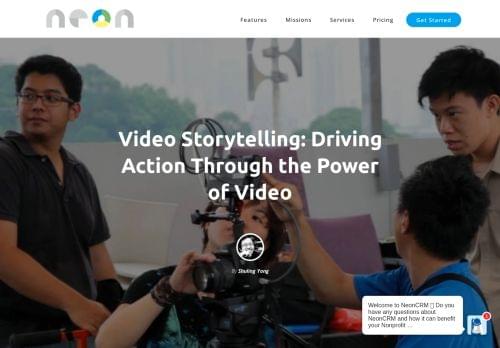 neon
Features
Missions
Services
Pricing
Get Started
Video Storytelling: Driving
Action Through the Power
of Video
By Shuling Yong
Welcome to NeonCRM 􏿮 Do you
have any questions about
NeonCRM and how it can benefit
your Nonprofit ...
1